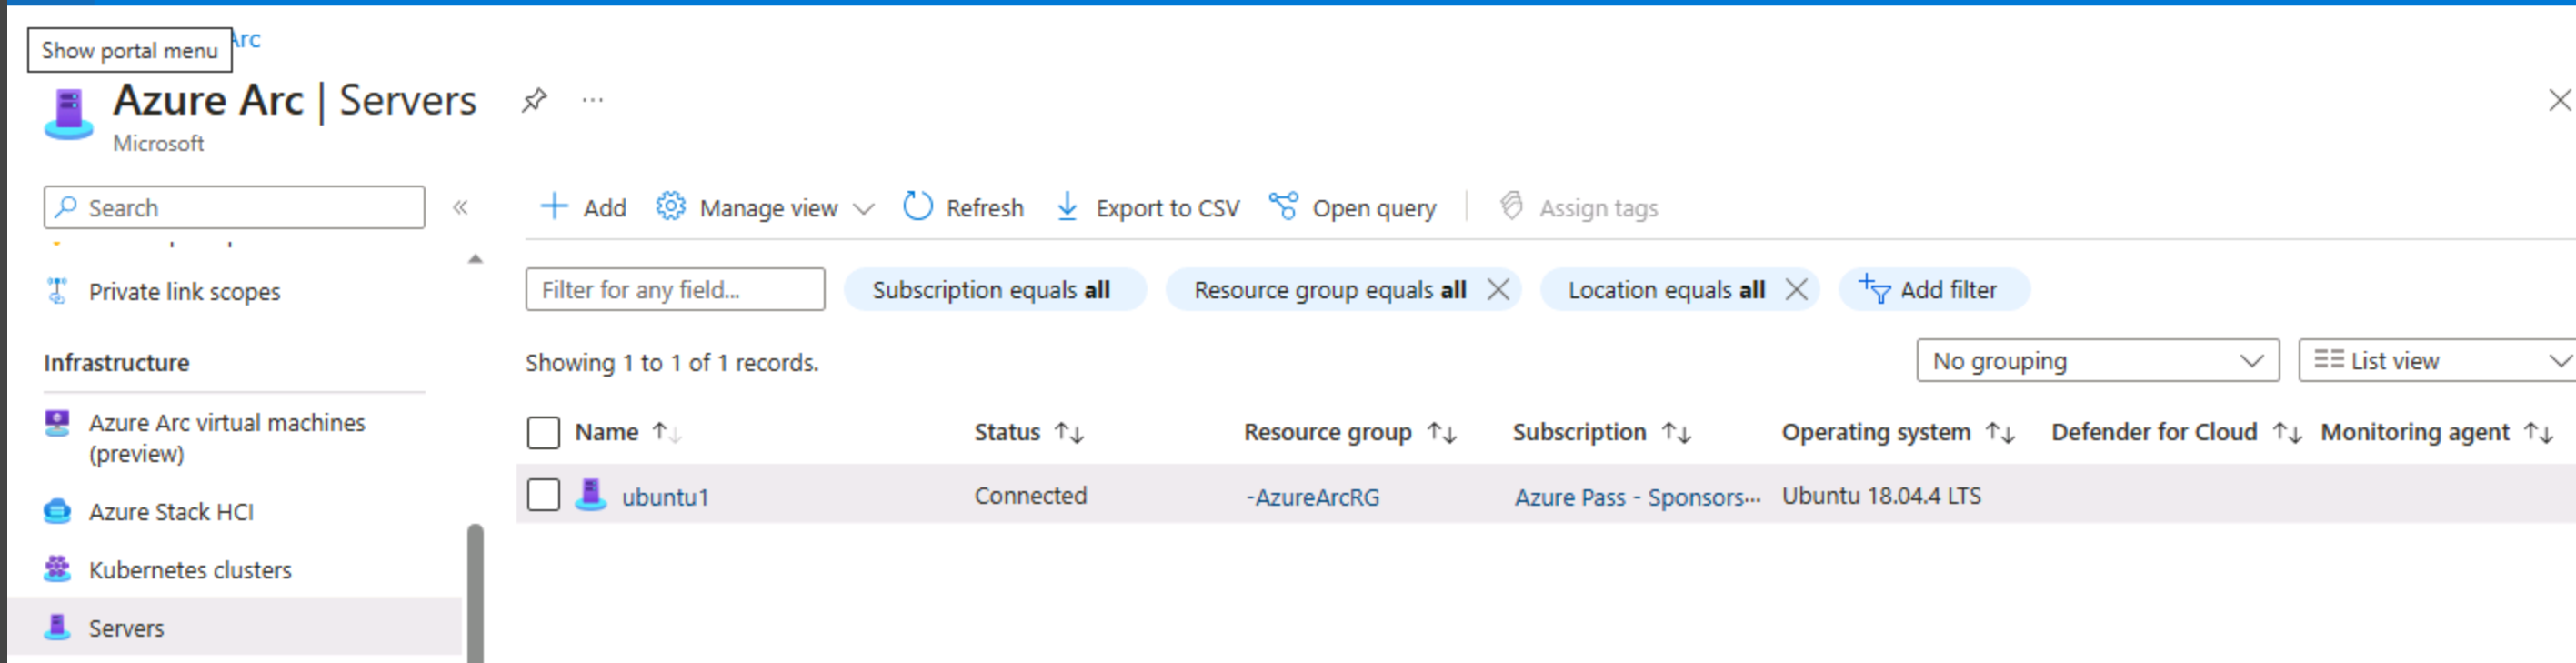 Arc
Show portal menu
Azure Arc | Servers
...
Microsoft
Search
«
Add
Manage view
Refresh
Export to CSV
Open query
Assign tags
Private link scopes
Filter for any field...
Subscription equals all
Resource group equals all
Location equals all
Add filter
Infrastructure
Showing 1 to 1 of 1 records.
No grouping
List view
Azure Arc virtual machines
(preview)
Name
Status
Resource group
Subscription
Operating system
Defender for Cloud
Monitoring agent
ubuntu1
Connected
-AzureArcRG
Azure Pass - Sponsors...
Ubuntu 18.04.4 LTS
Azure Stack HCI
Kubernetes clusters
Servers